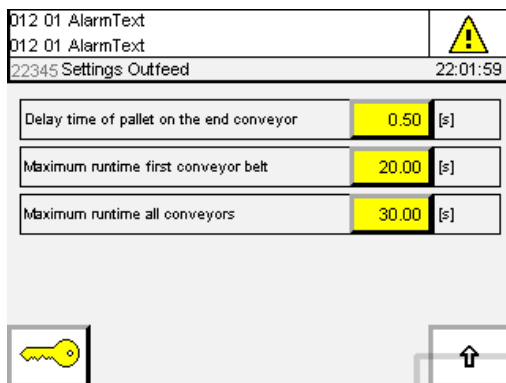 012 01 AlarmText
012 01 AlarmText
22345 Settings Outfeed 22:01:59
Delay time of pallet on the end conveyor 0.50 [s]
Maximum runtime first conveyor belt 20.00 [s]
Maximum runtime all conveyors 30.00 [s]